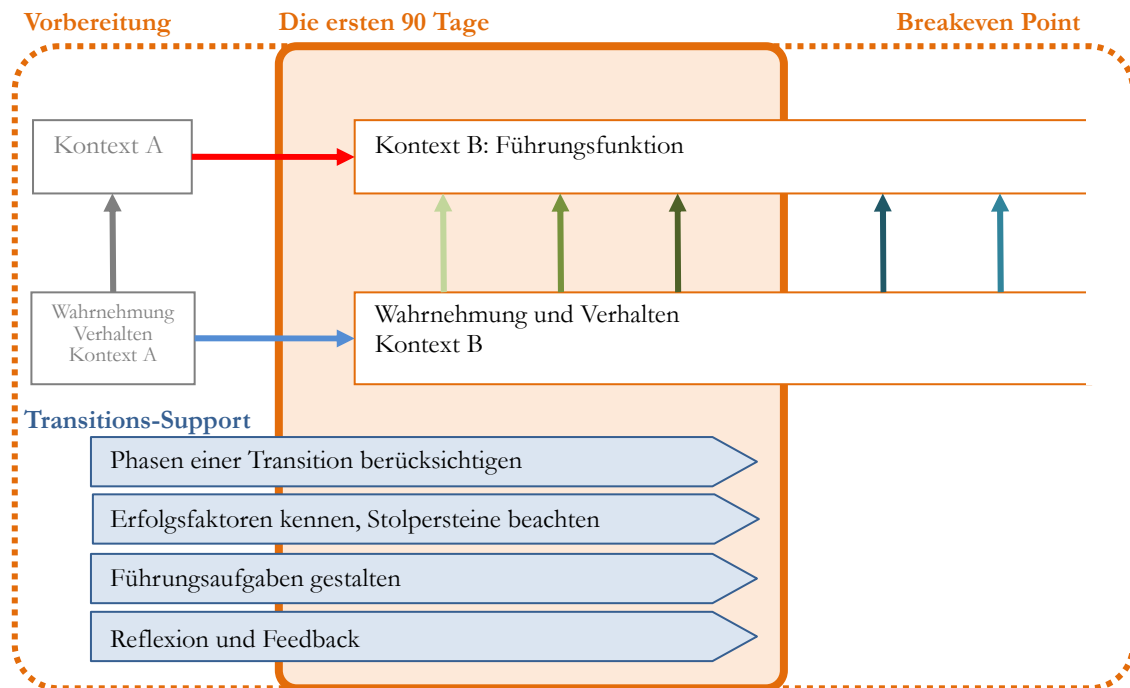 Vorbereitung
Die ersten 90 Tage
Breakeven Point
Kontext A
Kontext B: Führungsfunktion
Wahrnehmung
Verhalten
Kontext A
Wahrnehmung und Verhalten
Kontext B
Transitions-Support
Phasen einer Transition berücksichtigen
Erfolgsfaktoren kennen, Stolpersteine beachten
Führungsaufgaben gestalten
Reflexion und Feedback